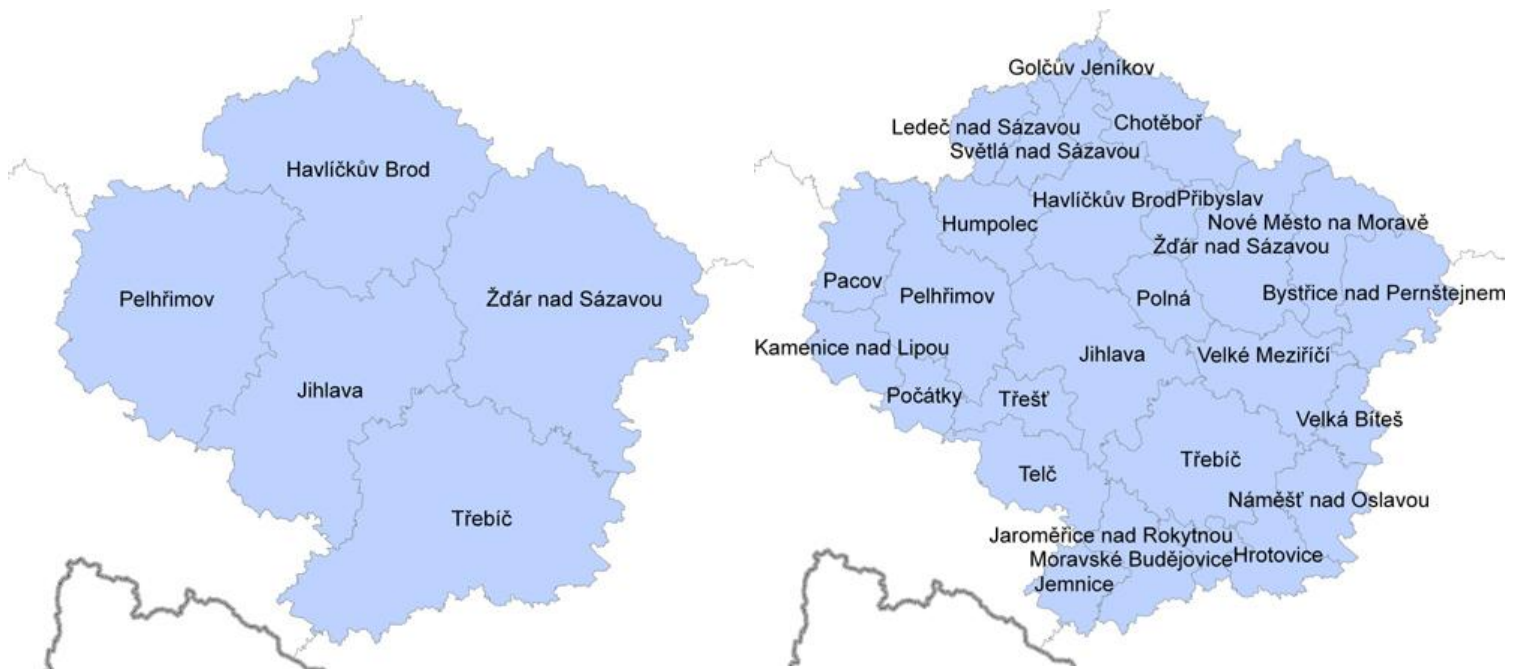 Havlíčkův Brod
Pelhřimov
Žďár nad Sázavou
Jihlava
Třebíč
Golčův Jeníkov
Chotěboř
Ledeč nad Sázavou
Světlá nad Sázavou
Havlíčkův Brod
Přibyslav
Humpolec
Nové Město na Moravě
Žďár nad Sázavou
Pacov
Pelhřimov
Polná
Bystřice nad Pernštejnem
Kamenice nad Lipou
Jihlava
Velké Meziříčí
Počátky
Třešť
Velká Bíteš
Telč
Třebíč
Náměšť nad Oslavou
Jaroměřice nad Rokytnou
Moravské Budějovice
Hrotovice
Jemnice